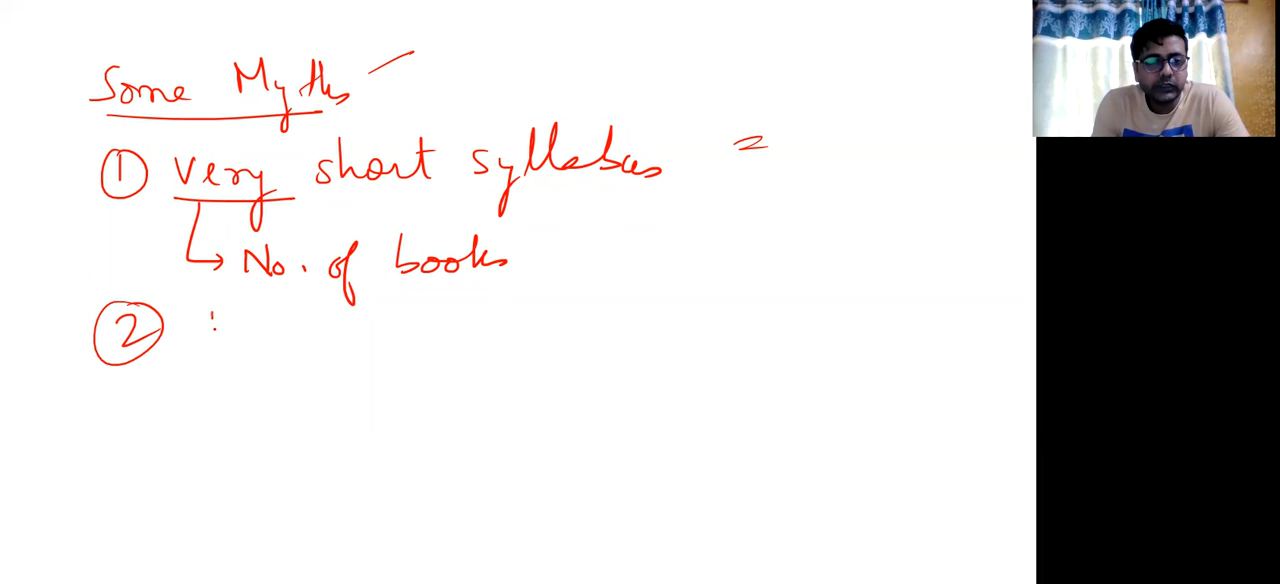 Some Myths
① Very short syllabus =
No. of books
②